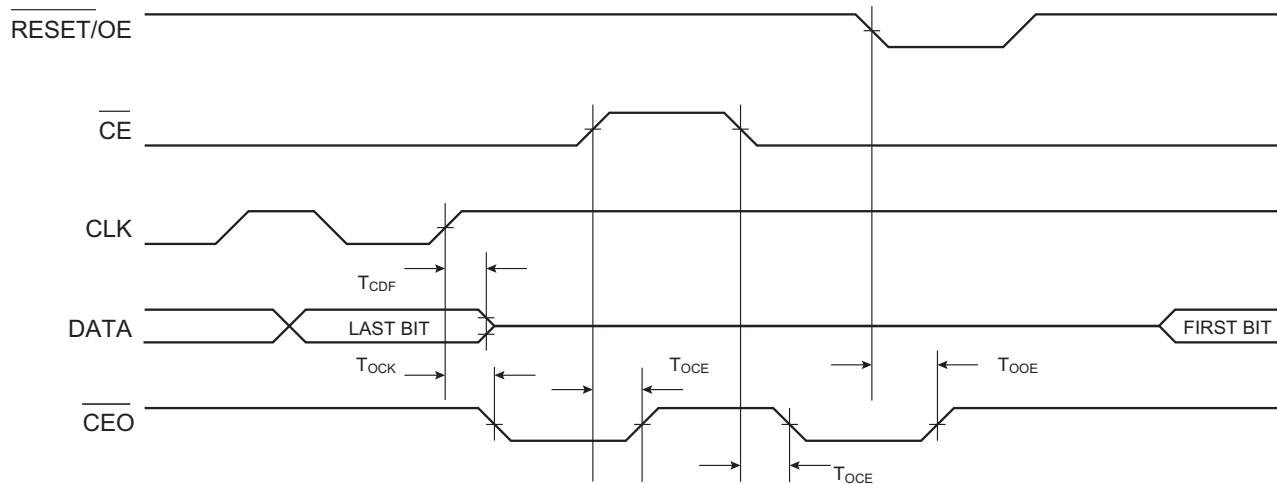 RESET/OE
CE
CLK
TCDF
DATA
LAST BIT
FIRST BIT
TOCK
TOCE
TOOE
CEO
TOCE